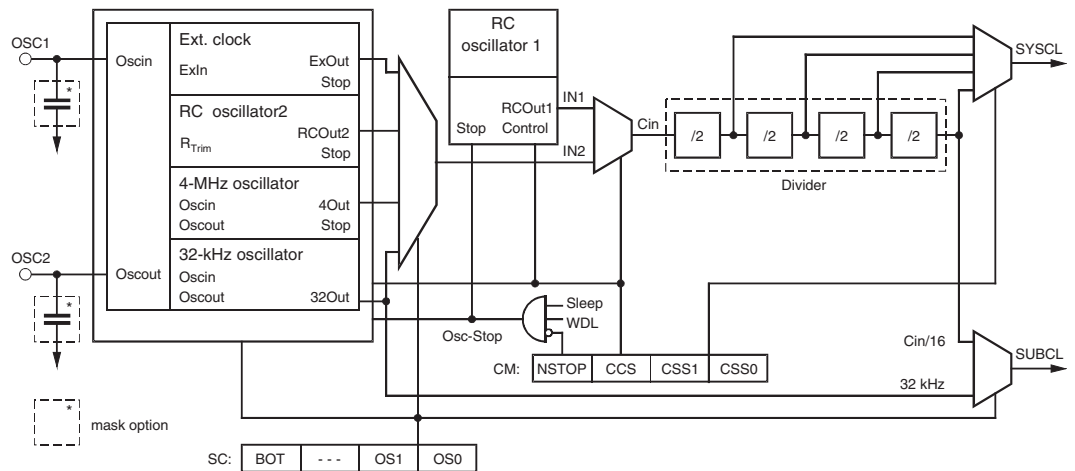 OSC1
*
OSC2
*
* mask option
Oscin
Oscout
Ext. clock
ExIn
ExOut
Stop
RC oscillator2
RTrim
RCOut2
Stop
4-MHz oscillator
Oscin
Oscout
4Out
Stop
32-kHz oscillator
Oscin
Oscout
32Out
RC
oscillator 1
RCOut1
Stop Control
IN1
IN2
Cin
/2 /2 /2 /2
Divider
SYSCL
Osc-Stop
Sleep
WDL
CM: NSTOP CCS CSS1 CSS0
Cin/16
32 kHz
SUBCL
SC: BOT - - - OS1 OS0